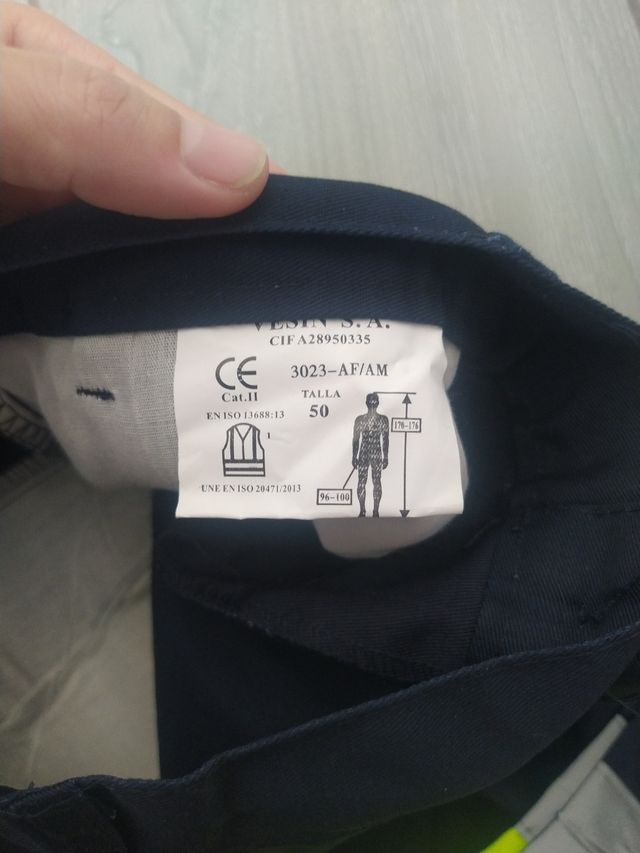 VESIN S.A.
CIF A28950335
CE
Cat.II
3023-AF/AM
EN ISO 13688:13
TALLA
50
1
UNE EN ISO 20471/2013
170-176
96-100